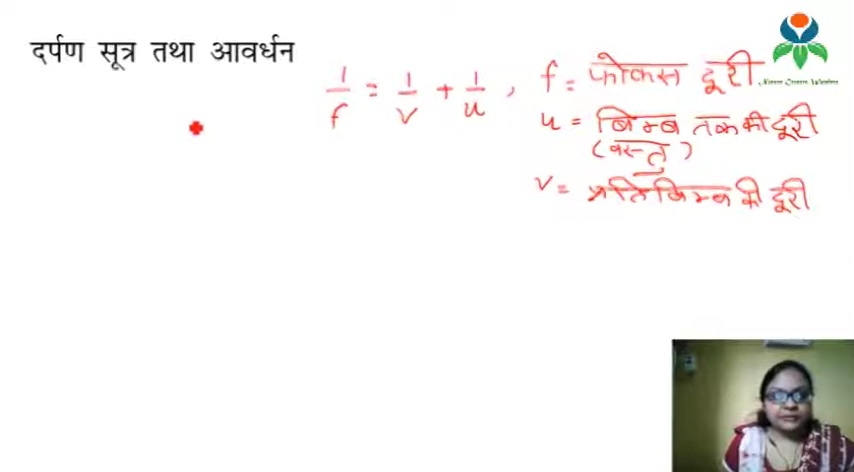 दर्पण सूत्र तथा आवर्धन
1/f = 1/v + 1/u , f = फोकस दूरी
u = बिम्ब तक की दूरी
(वस्तु)
v = प्रतिबिम्ब की दूरी